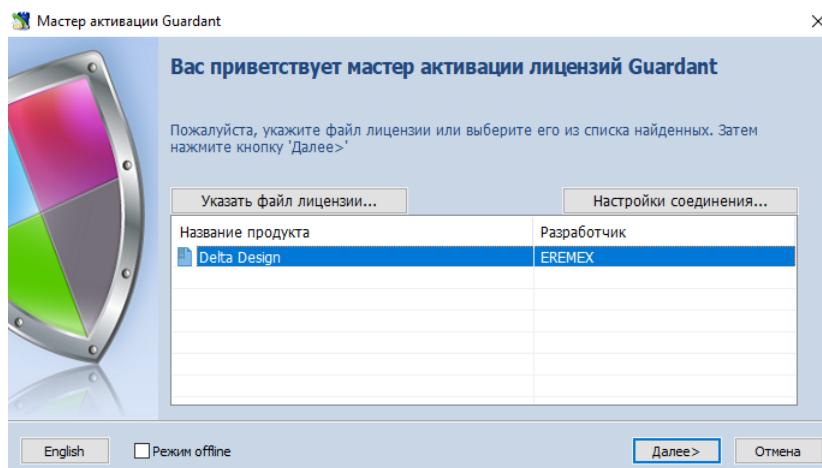 Мастер активации Guardant
Вас приветствует мастер активации лицензий Guardant
Пожалуйста, укажите файл лицензии или выберите его из списка найденных. Затем
нажмите кнопку 'Далее>'
Указать файл лицензии... Настройки соединения...
Название продукта Разработчик
Delta Design EREMEX
English Режим offline Далее> Отмена